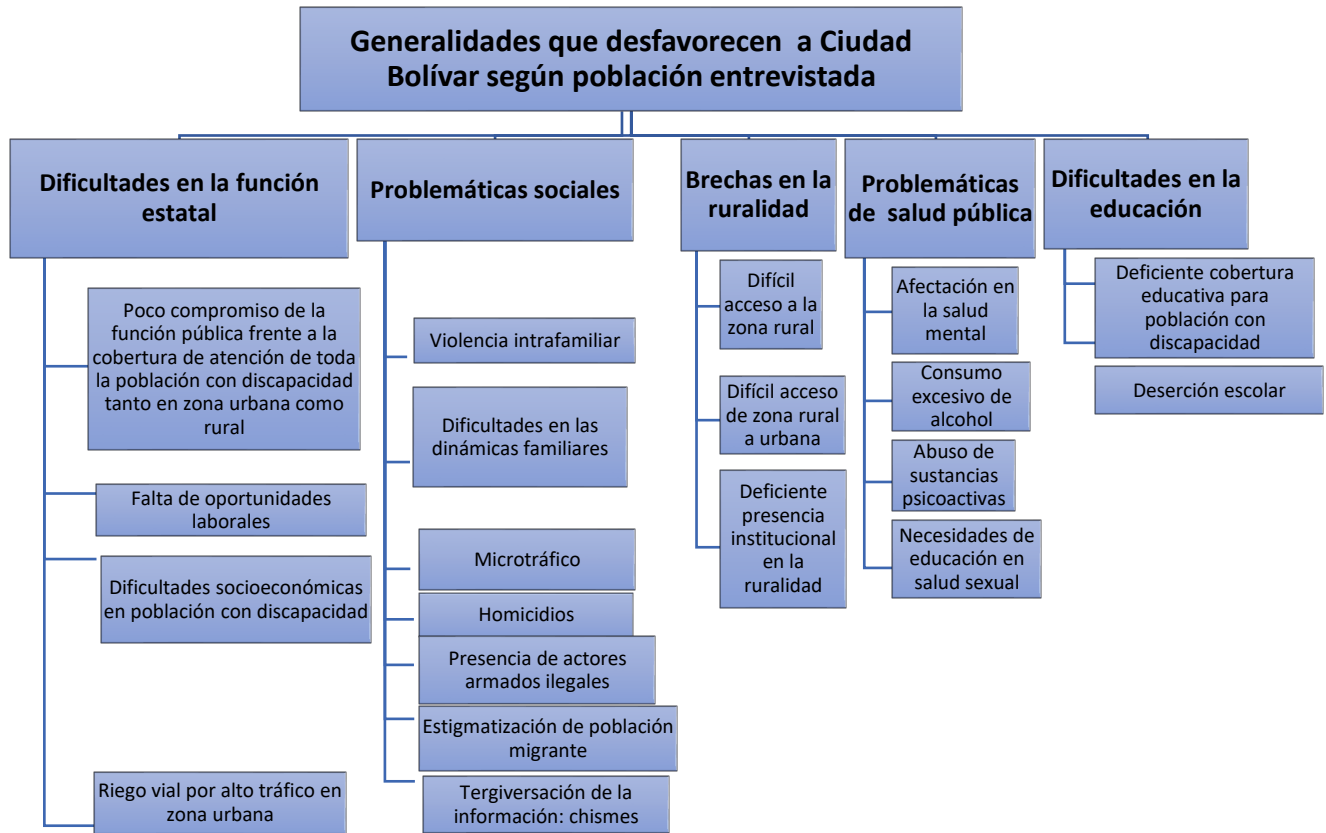 Generalidades que desfavorecen a Ciudad
Bolívar según población entrevistada
Dificultades en la función
estatal
Poco compromiso de la
función pública frente a la
cobertura de atención de toda
la población con discapacidad
tanto en zona urbana como
rural
Falta de oportunidades
laborales
Dificultades socioeconómicas
en población con discapacidad
Riego vial por alto tráfico en
zona urbana
Problemáticas sociales
Violencia intrafamiliar
Dificultades en las
dinámicas familiares
Microtráfico
Homicidios
Presencia de actores
armados ilegales
Estigmatización de población
migrante
Tergiversación de la
información: chismes
Brechas en la
ruralidad
Difícil
acceso a la
zona rural
Difícil acceso
de zona rural
a urbana
Deficiente
presencia
institucional
en la
ruralidad
Problemáticas
de salud pública
Afectación en
la salud
mental
Consumo
excesivo de
alcohol
Abuso de
sustancias
psicoactivas
Necesidades de
educación en
salud sexual
Dificultades en la
educación
Deficiente cobertura
educativa para
población con
discapacidad
Deserción escolar